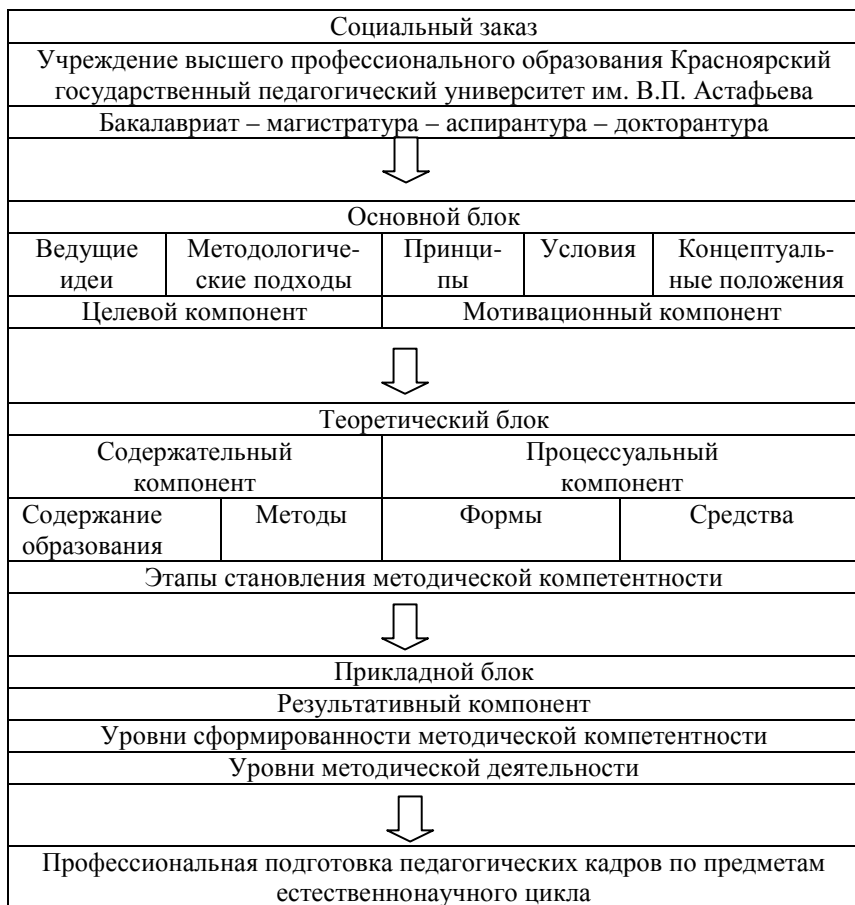 Социальный заказ
Учреждение высшего профессионального образования Красноярский
государственный педагогический университет им. В.П. Астафьева
Бакалавриат – магистратура – аспирантура – докторантура
Основной блок
Ведущие
идеи
Методологиче-
ские подходы
Принци-
пы
Условия
Концептуаль-
ные положения
Целевой компонент
Мотивационный компонент
Теоретический блок
Содержательный
компонент
Процессуальный
компонент
Содержание
образования
Методы
Формы
Средства
Этапы становления методической компетентности
Прикладной блок
Результативный компонент
Уровни сформированности методической компетентности
Уровни методической деятельности
Профессиональная подготовка педагогических кадров по предметам
естественнонаучного цикла